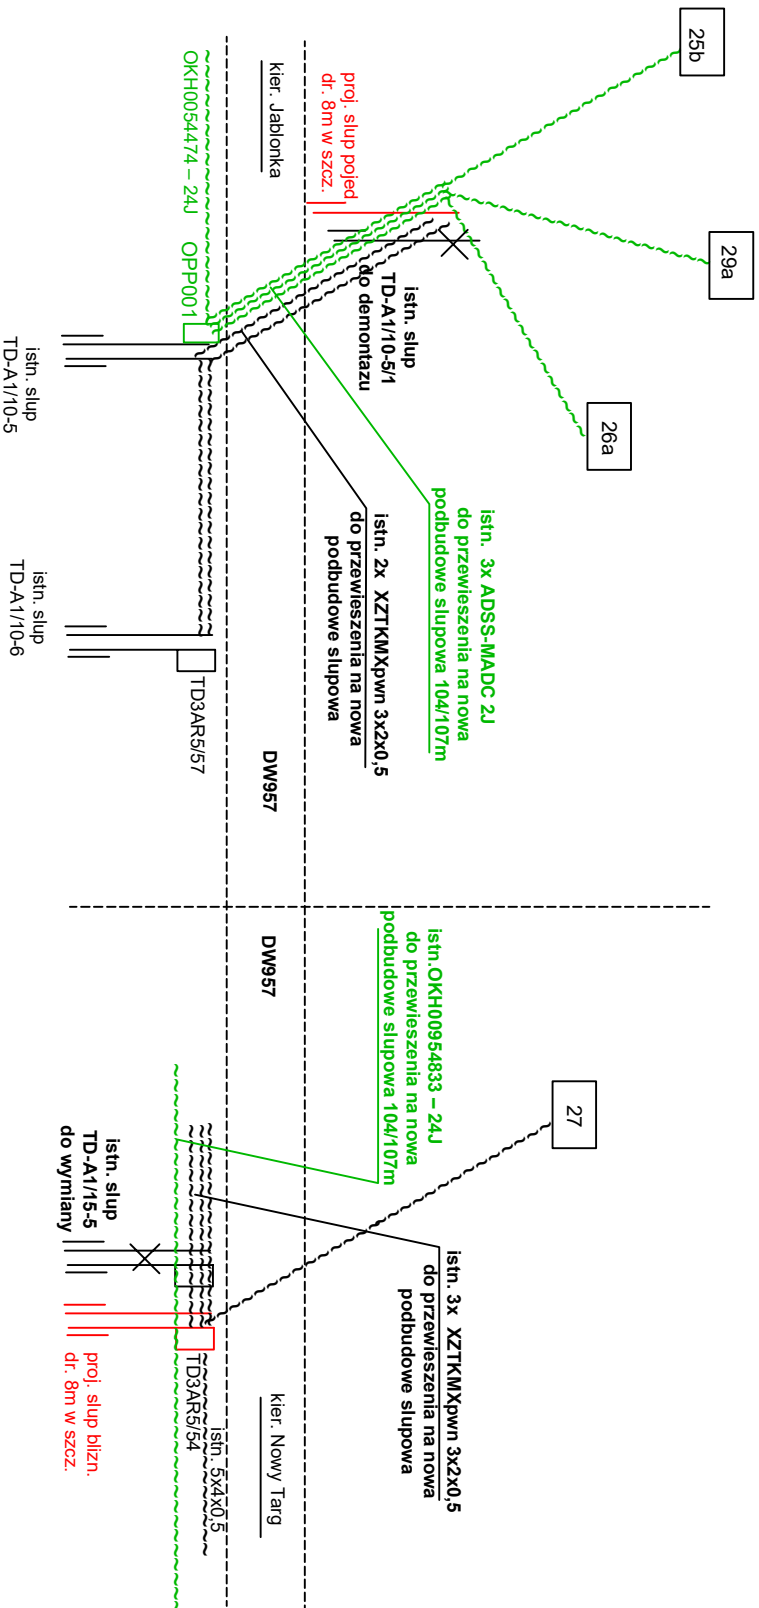 25b
29a
26a
kier. Jablonka
proj. slup pojed
dr. 8m w szcz.
istn. slup
TD-A1/10-5/1
do demontazu
OKH0054474 – 24J
OPP001
istn. slup
TD-A1/10-5
istn. 3x ADSS-MADC 2J
do przewieszenia na nowa
podbudowe slupowa 104/107m
istn. 2x XZTKMXpwn 3x2x0,5
do przewieszenia na nowa
podbudowe slupowa
istn. slup
TD-A1/10-6
TD3AR5/57
DW957
DW957
istn.OKH00954833 – 24J
do przewieszenia na nowa
podbudowe slupowa 104/107m
27
istn. slup
TD-A1/15-5
do wymiany
istn. 3x XZTKMXpwn 3x2x0,5
do przewieszenia na nowa
podbudowe slupowa
proj. slup blizn.
dr. 8m w szcz.
TD3AR5/54
istn. 5x4x0,5
kier. Nowy Targ